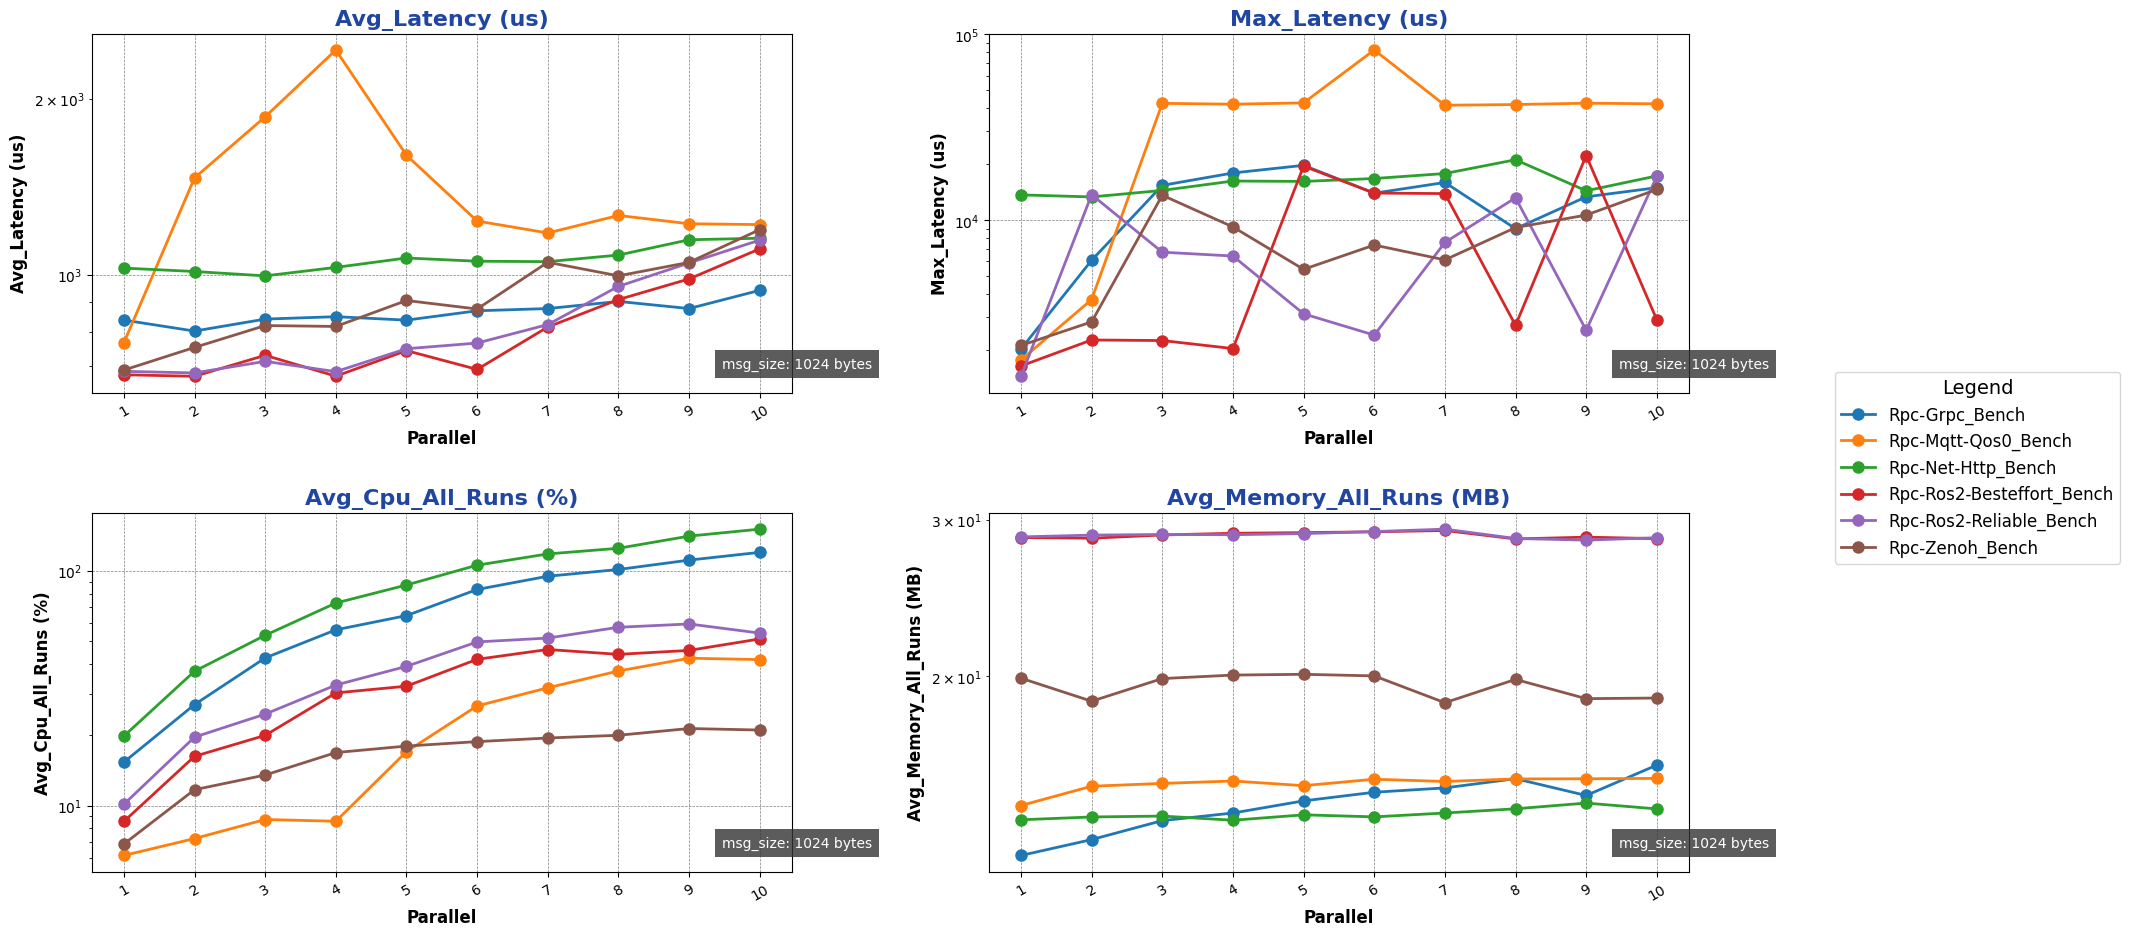 Avg_Latency (us)
Avg_Latency (us)
2 × 10³
10³
1 2 3 4 5 6 7 8 9 10
Parallel
msg_size: 1024 bytes
Max_Latency (us)
Max_Latency (us)
10⁵
10⁴
1 2 3 4 5 6 7 8 9 10
Parallel
msg_size: 1024 bytes
Avg_Cpu_All_Runs (%)
Avg_Cpu_All_Runs (%)
10²
10¹
1 2 3 4 5 6 7 8 9 10
Parallel
msg_size: 1024 bytes
Avg_Memory_All_Runs (MB)
Avg_Memory_All_Runs (MB)
3 × 10¹
2 × 10¹
1 2 3 4 5 6 7 8 9 10
Parallel
msg_size: 1024 bytes
Legend
Rpc-Grpc_Bench
Rpc-Mqtt-Qos0_Bench
Rpc-Net-Http_Bench
Rpc-Ros2-Besteffort_Bench
Rpc-Ros2-Reliable_Bench
Rpc-Zenoh_Bench